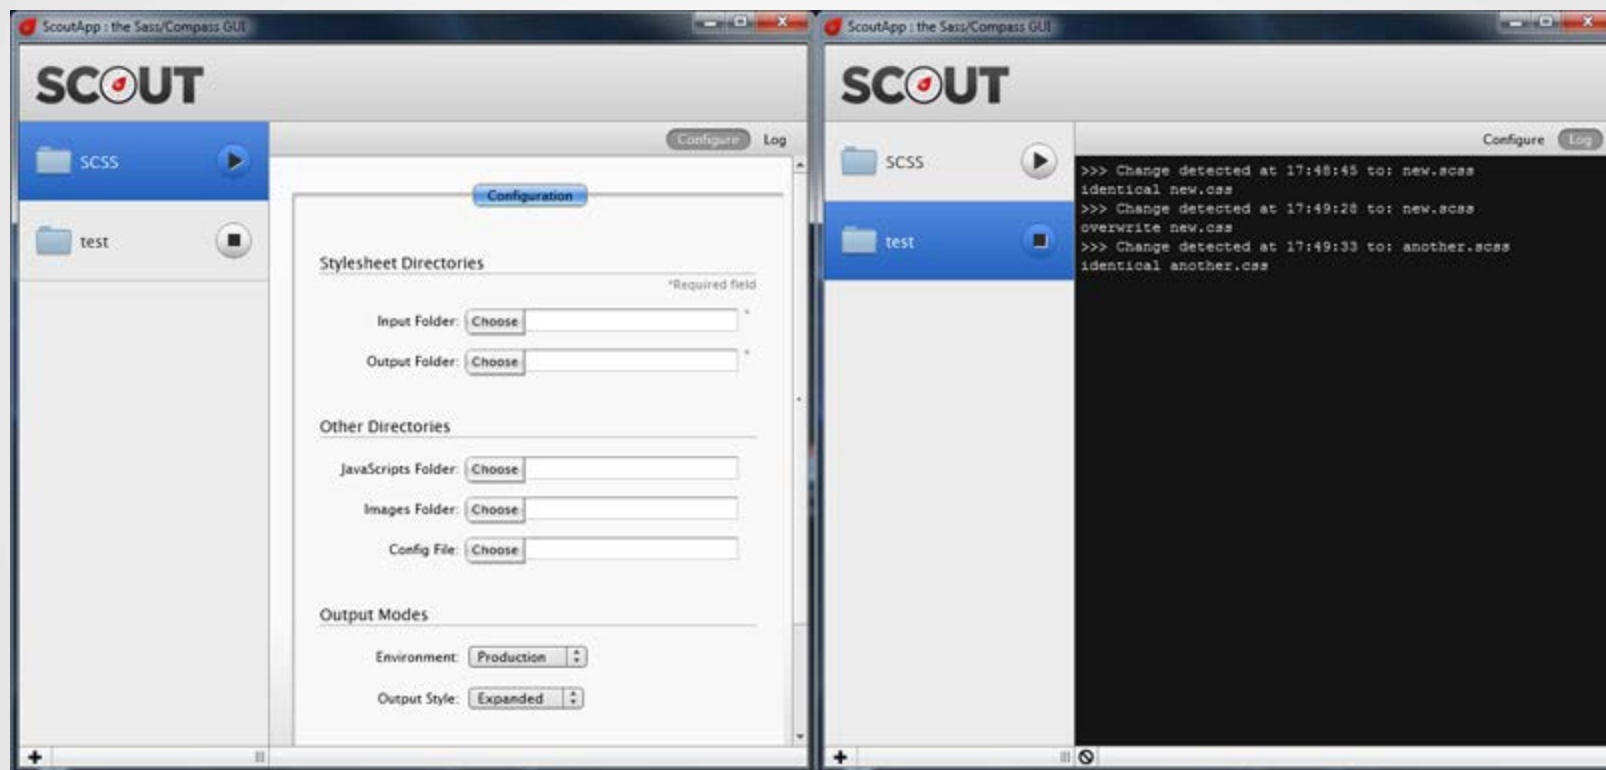 ScoutApp : the Sass/Compass GUI
SCOUT
Configure Log
SCSS
test
Configuration
Stylesheet Directories
*Required field
Input Folder: Choose *
Output Folder: Choose *
Other Directories
JavaScripts Folder: Choose
Images Folder: Choose
Config File: Choose
Output Modes
Environment: Production
Output Style: Expanded
ScoutApp : the Sass/Compass GUI
SCOUT
Configure Log
SCSS
test
>>> Change detected at 17:48:45 to: new.scss
identical new.css
>>> Change detected at 17:49:28 to: new.scss
overwrite new.css
>>> Change detected at 17:49:33 to: another.scss
identical another.css